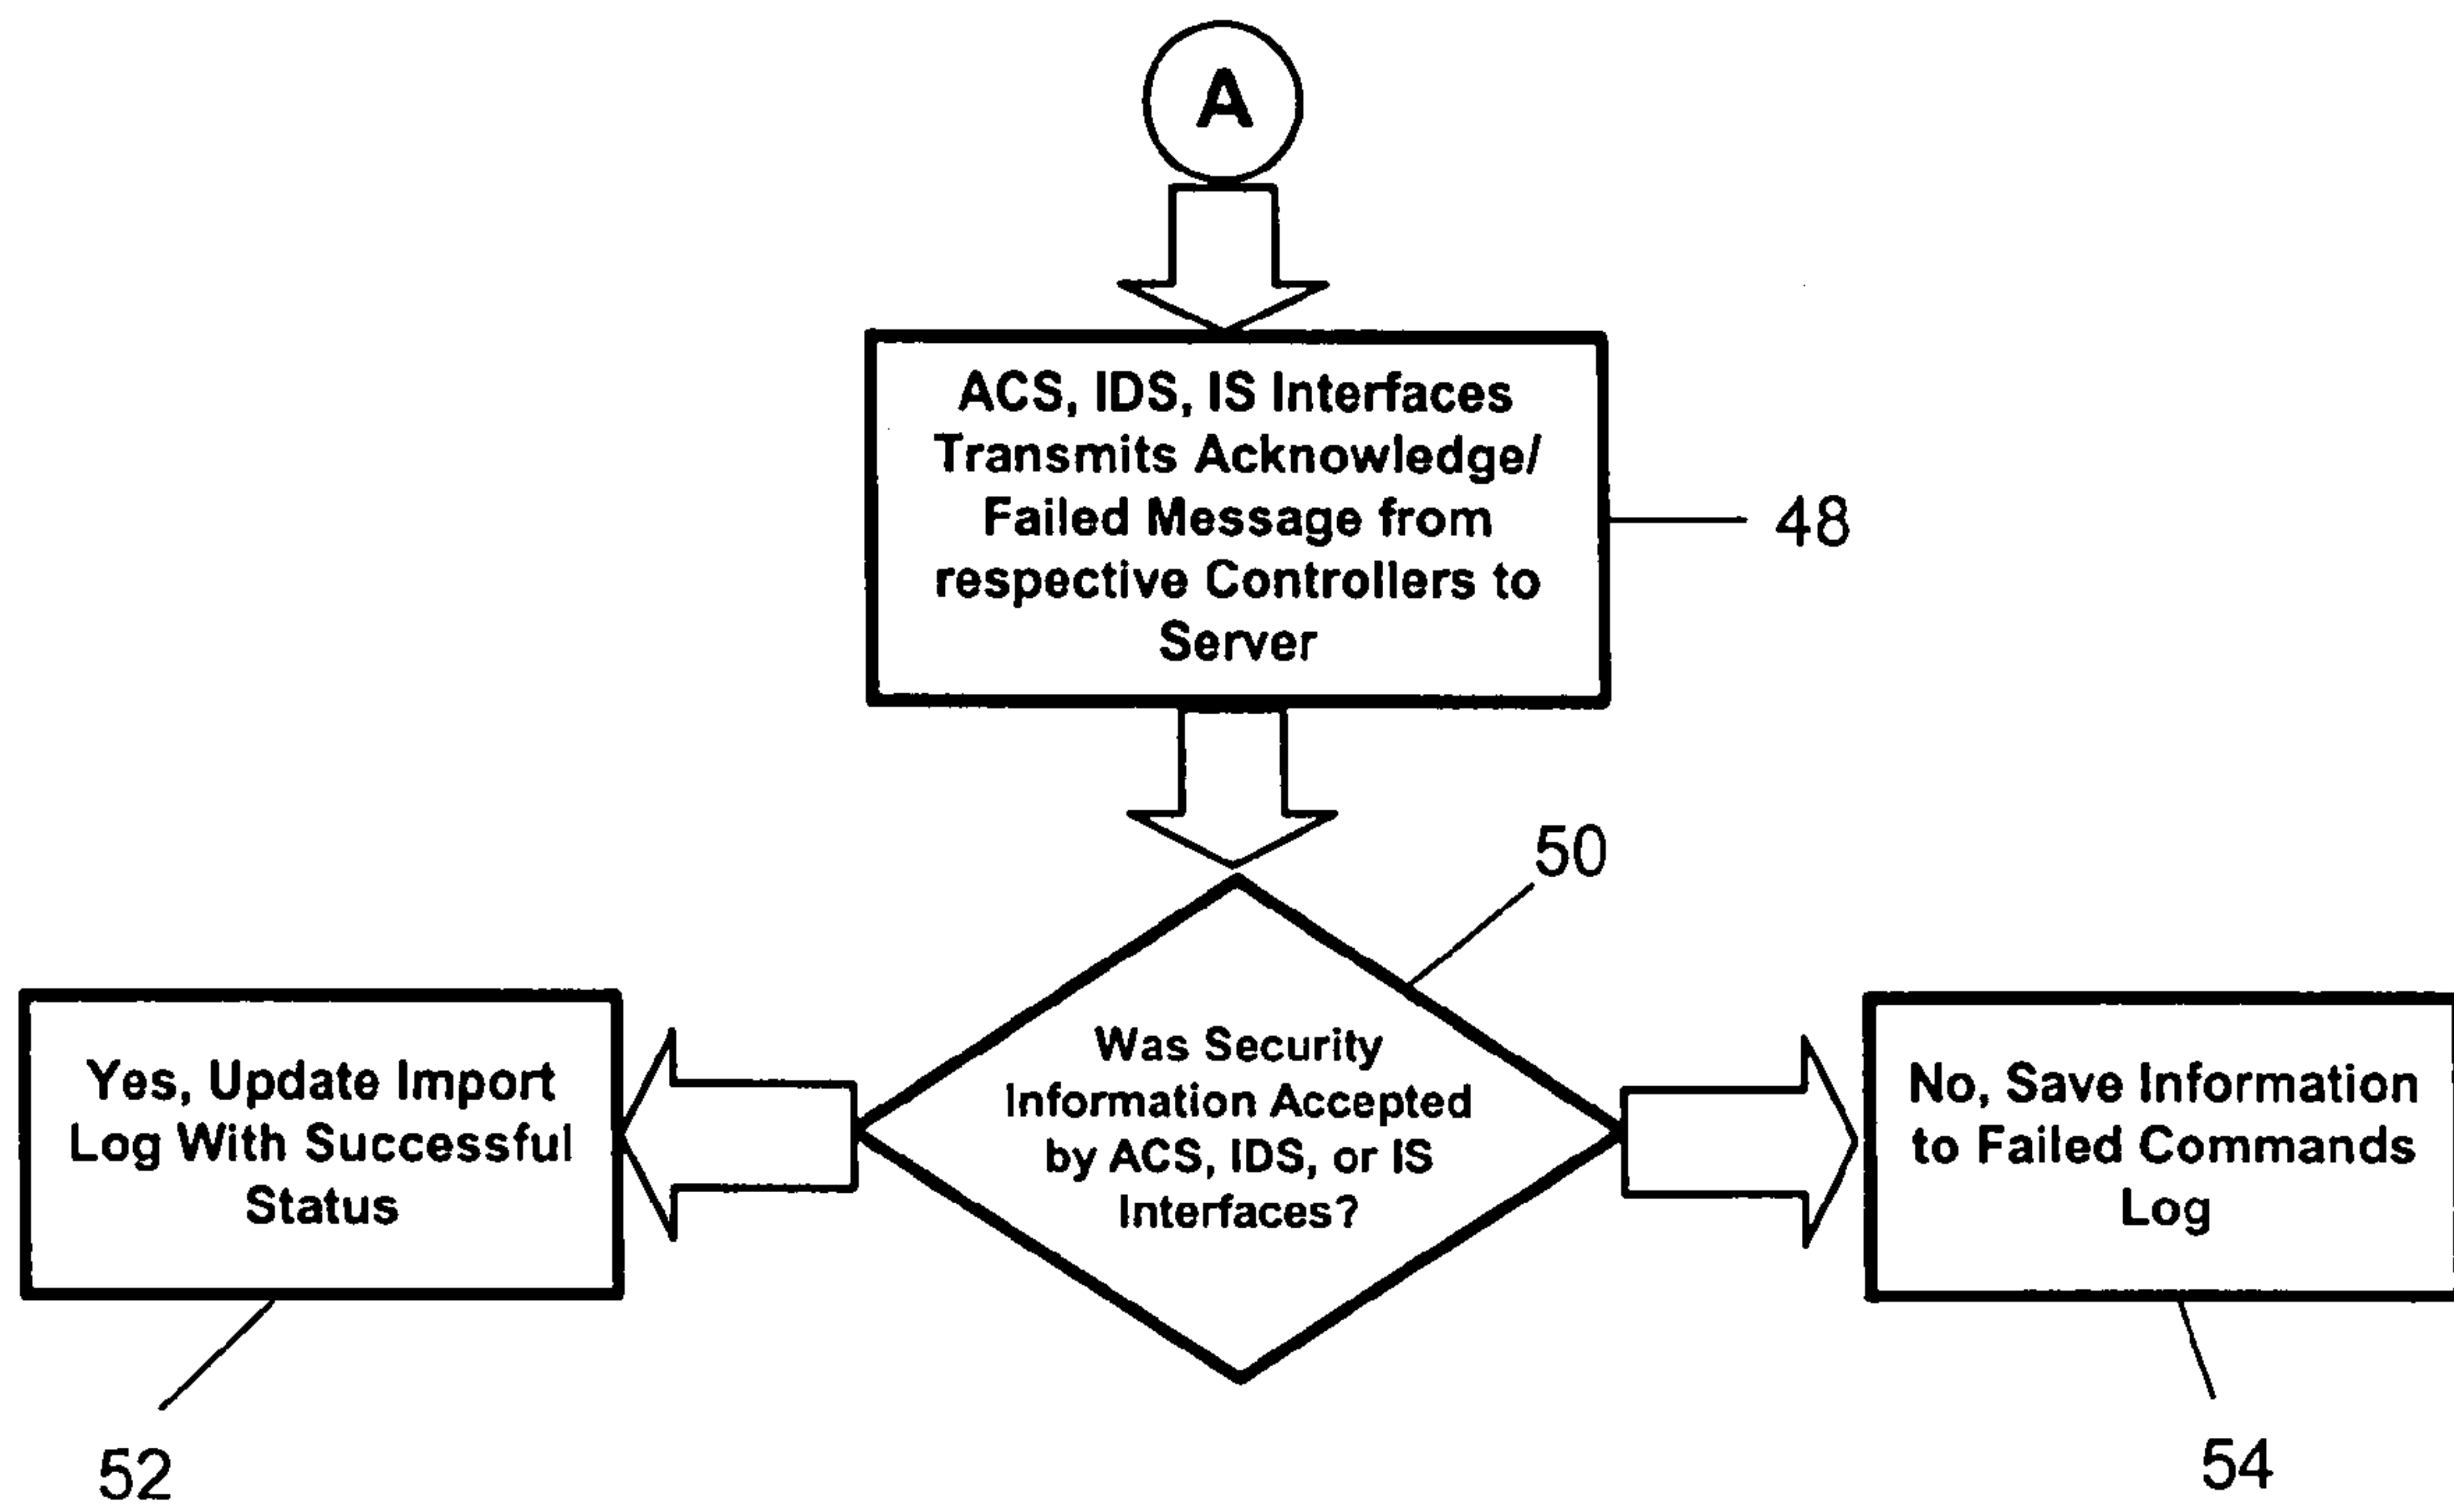 A
ACS, IDS, IS Interfaces
Transmits Acknowledge/
Failed Message from
respective Controllers to
Server
48
50
Was Security
Information Accepted
by ACS, IDS, or IS
Interfaces?
Yes, Update Import
Log With Successful
Status
No, Save Information
to Failed Commands
Log
52
54